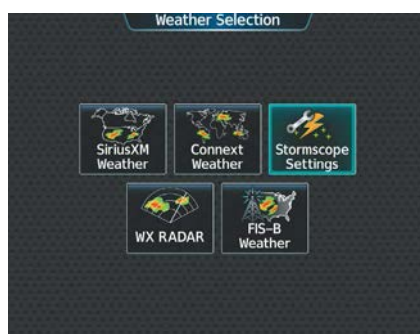 Weather Selection
SiriusXM
Weather
Connext
Weather
Stormscope
Settings
WX RADAR
FIS-B
Weather